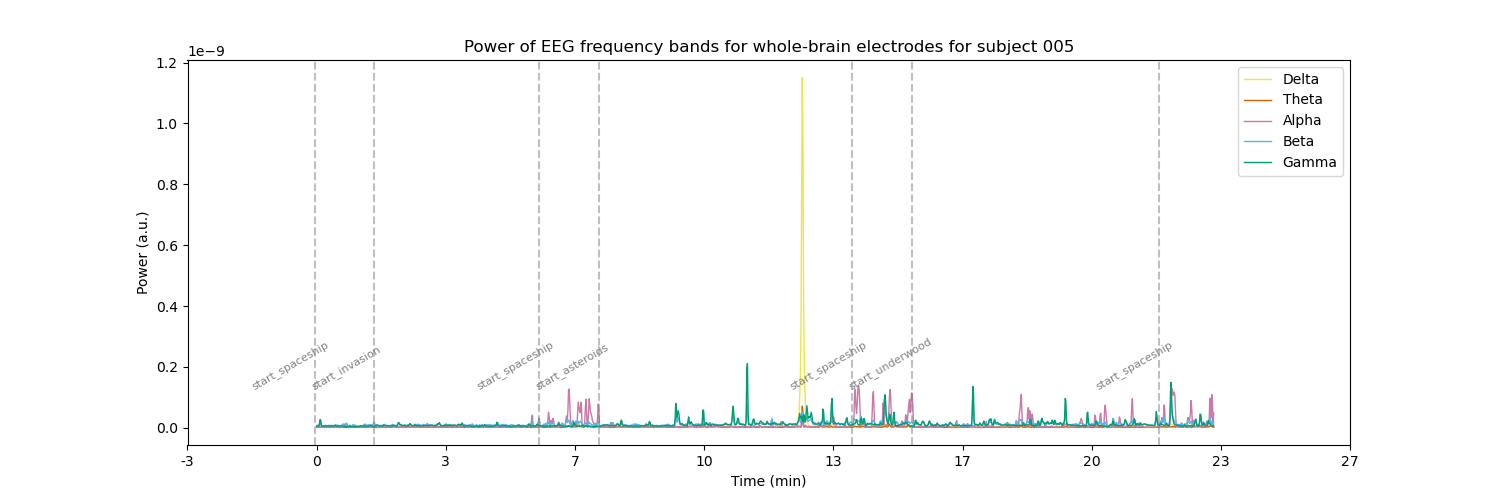 Power of EEG frequency bands for whole-brain electrodes for subject 005
1e−9
1.2
1.0
0.8
0.6
0.4
0.2
0.0
Power (a.u.)
Delta
Theta
Alpha
Beta
Gamma
start_spaceship
start_invasion
start_spaceship
start_asteroids
start_spaceship
start_underwood
start_spaceship
-3 0 3 7 10 13 17 20 23 27
Time (min)